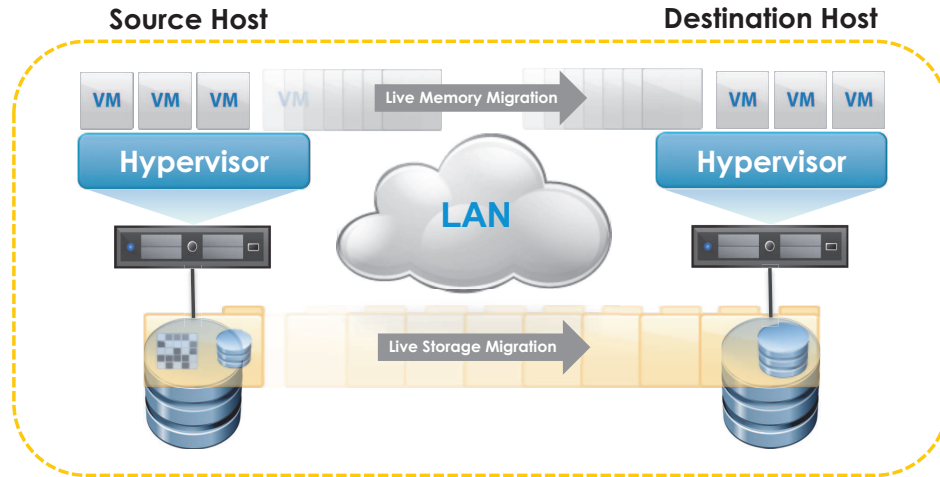 Source Host
Destination Host
VM VM VM VM
Live Memory Migration
VM VM VM
Hypervisor
Hypervisor
LAN
Live Storage Migration